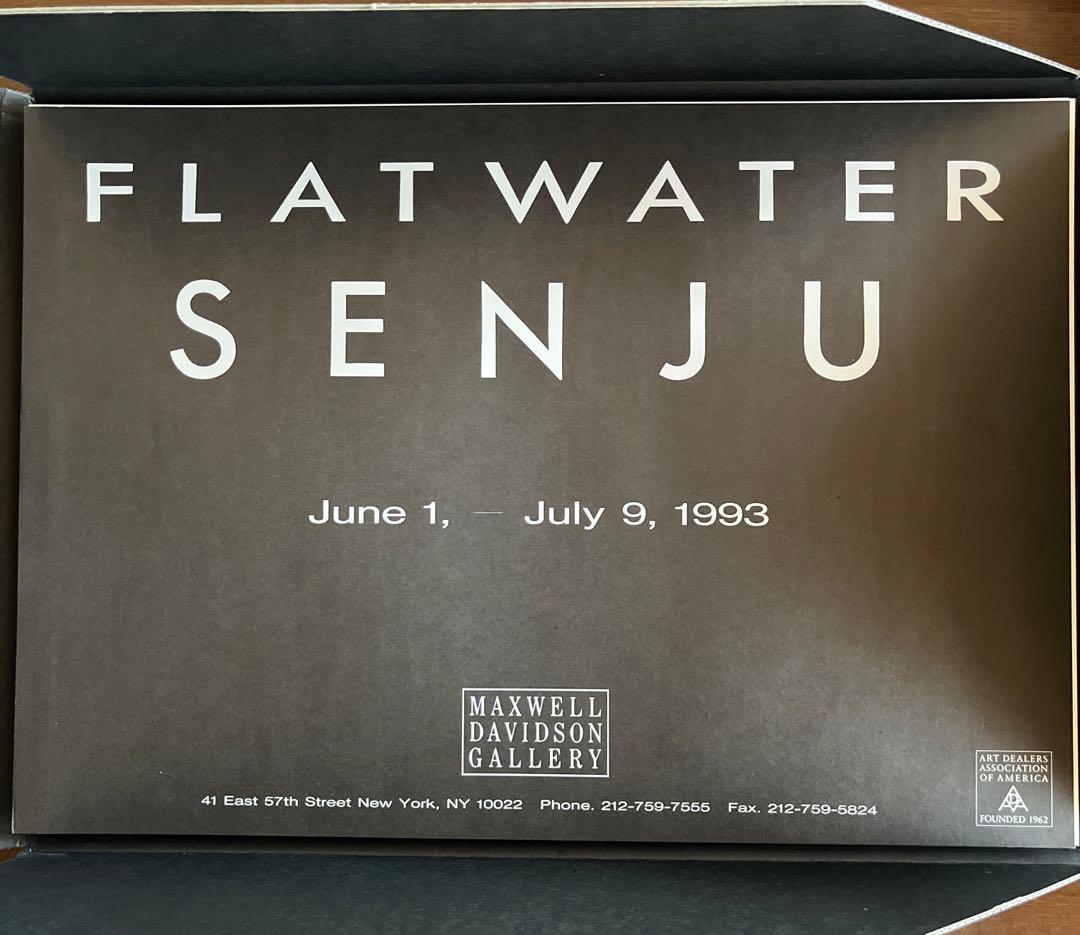 FLATWATER
SENJU
June 1, — July 9, 1993
MAXWELL
DAVIDSON
GALLERY
41 East 57th Street New York, NY 10022 Phone. 212-759-7555 Fax. 212-759-5824
ART DEALERS
ASSOCIATION
OF AMERICA
ADA
FOUNDED 1962